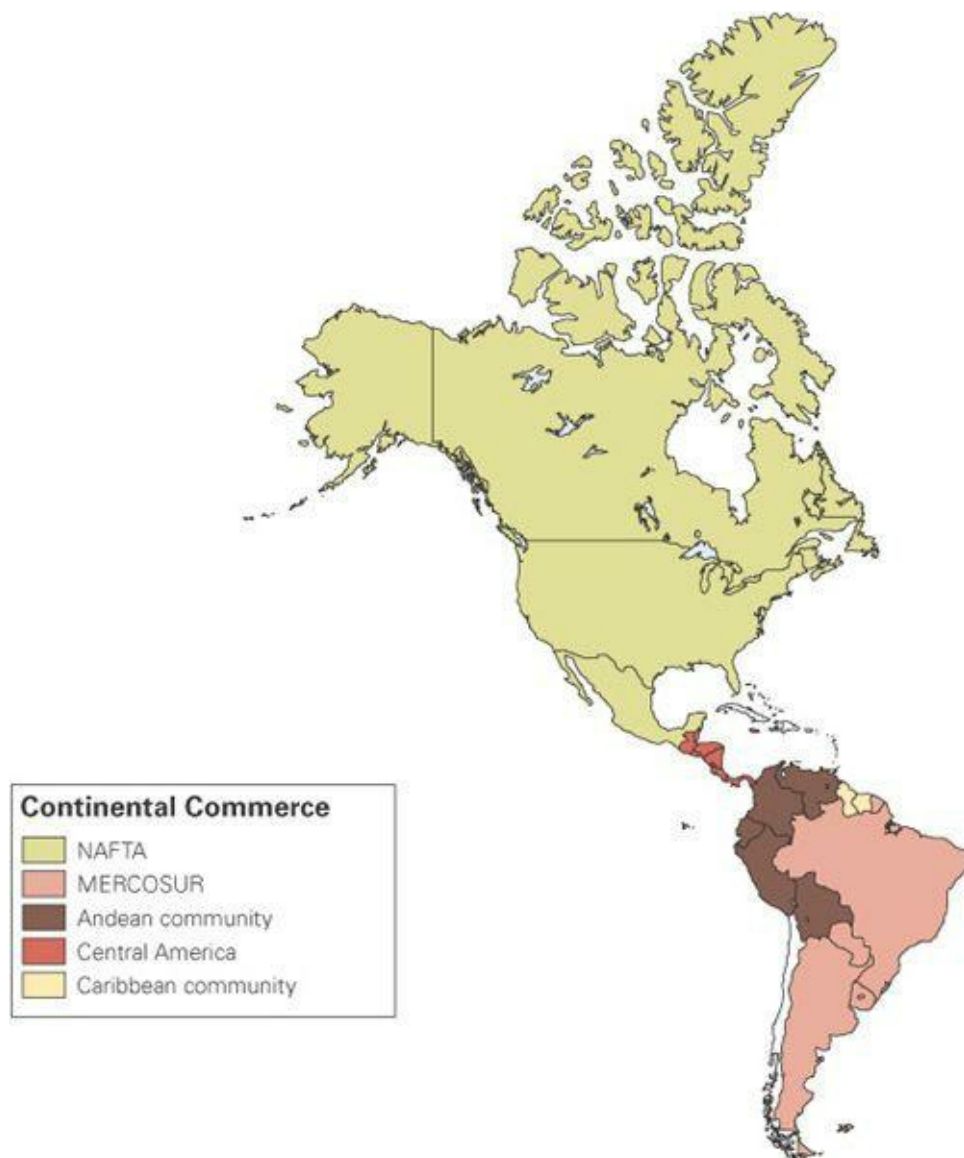 Continental Commerce
NAFTA
MERCOSUR
Andean community
Central America
Caribbean community